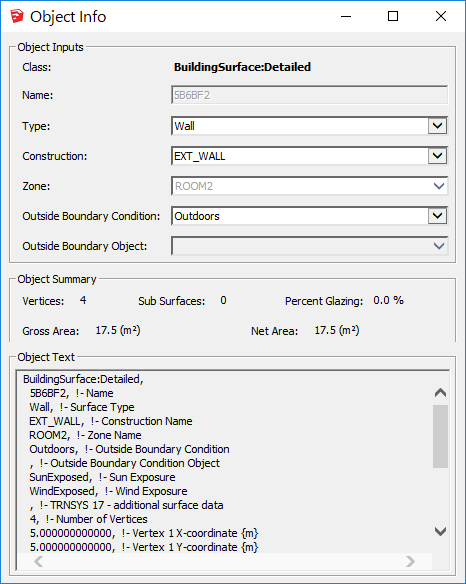 Object Info
Object Inputs
Class: BuildingSurface:Detailed
Name: 5B6BF2
Type: Wall
Construction: EXT_WALL
Zone: ROOM2
Outside Boundary Condition: Outdoors
Outside Boundary Object:
Object Summary
Vertices: 4 Sub Surfaces: 0 Percent Glazing: 0.0 %
Gross Area: 17.5 (m²) Net Area: 17.5 (m²)
Object Text
BuildingSurface:Detailed,
5B6BF2, !- Name
Wall, !- Surface Type
EXT_WALL, !- Construction Name
ROOM2, !- Zone Name
Outdoors, !- Outside Boundary Condition
, !- Outside Boundary Condition Object
SunExposed, !- Sun Exposure
WindExposed, !- Wind Exposure
, !- TRNSYS 17 - additional surface data
4, !- Number of Vertices
5.000000000000, !- Vertex 1 X-coordinate {m}
5.000000000000, !- Vertex 1 Y-coordinate {m}